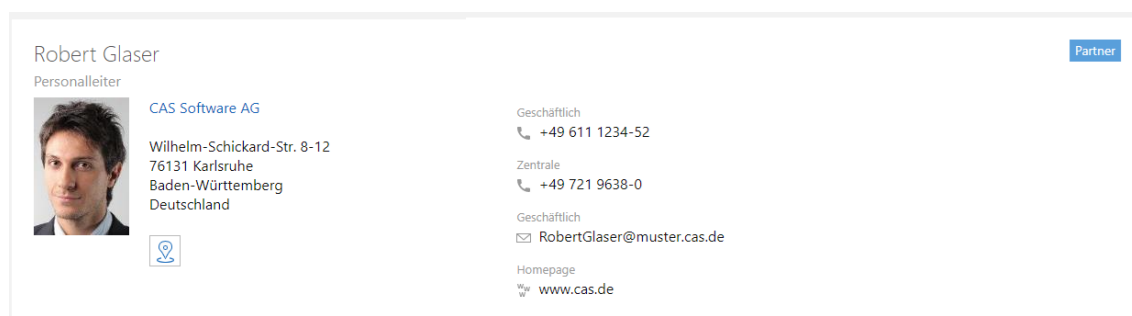 Robert Glaser
Partner
Personalleiter
CAS Software AG
Wilhelm-Schickard-Str. 8-12
76131 Karlsruhe
Baden-Württemberg
Deutschland
Geschäftlich
+49 611 1234-52
Zentrale
+49 721 9638-0
Geschäftlich
RobertGlaser@muster.cas.de
Homepage
www.cas.de